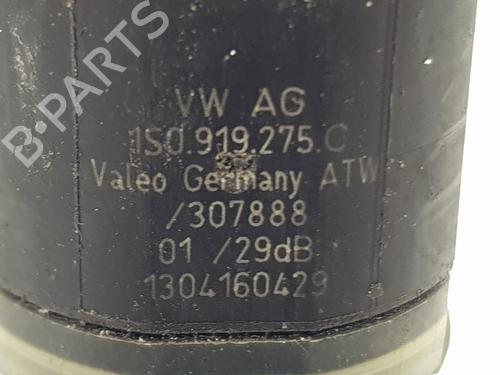 VW AG
1S0.919.275.C
Valeo Germany ATW
/307888
01 /29dB
1304160429
B-PARTS